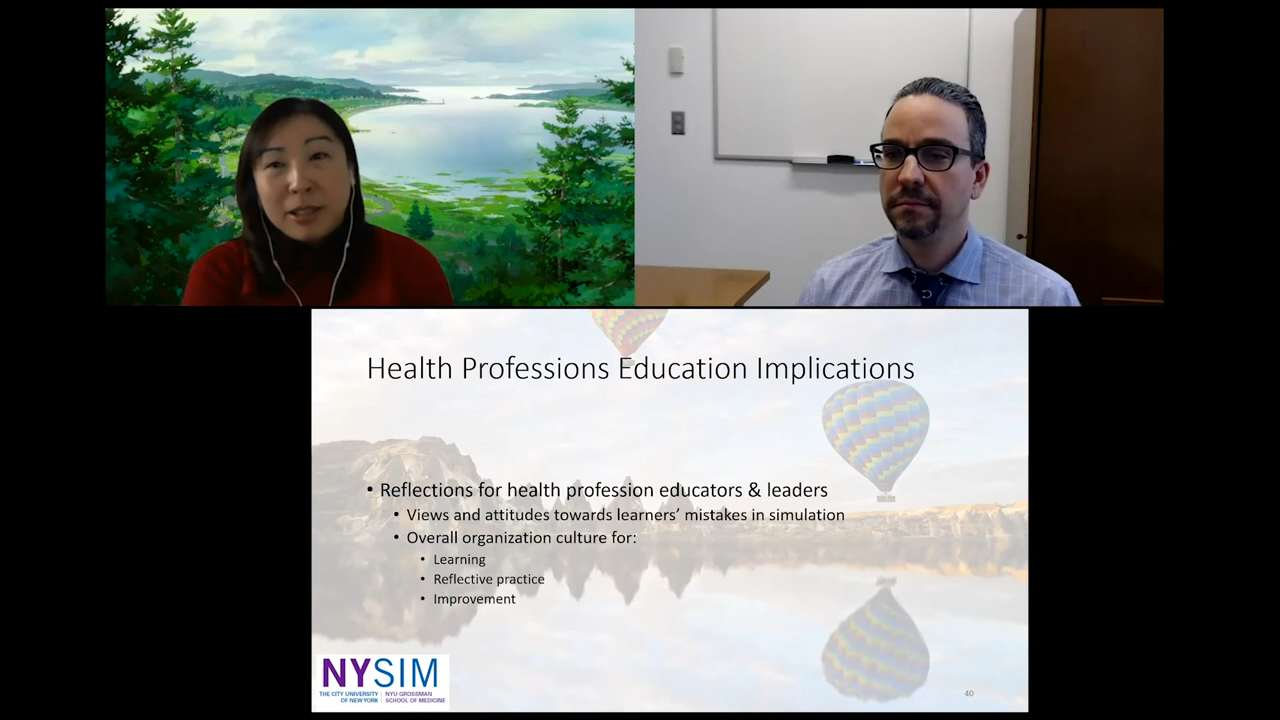 Health Professions Education Implications
• Reflections for health profession educators & leaders
• Views and attitudes towards learners’ mistakes in simulation
• Overall organization culture for:
• Learning
• Reflective practice
• Improvement
NYSIM
THE CITY UNIVERSITY OF NEW YORK
NYU GROSSMAN SCHOOL OF MEDICINE
40